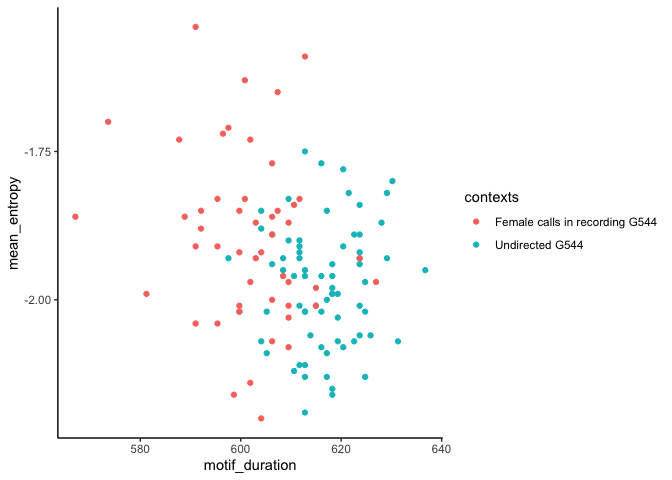 -1.75
-2.00
mean_entropy
580
600
620
640
motif_duration
contexts
Female calls in recording G544
Undirected G544